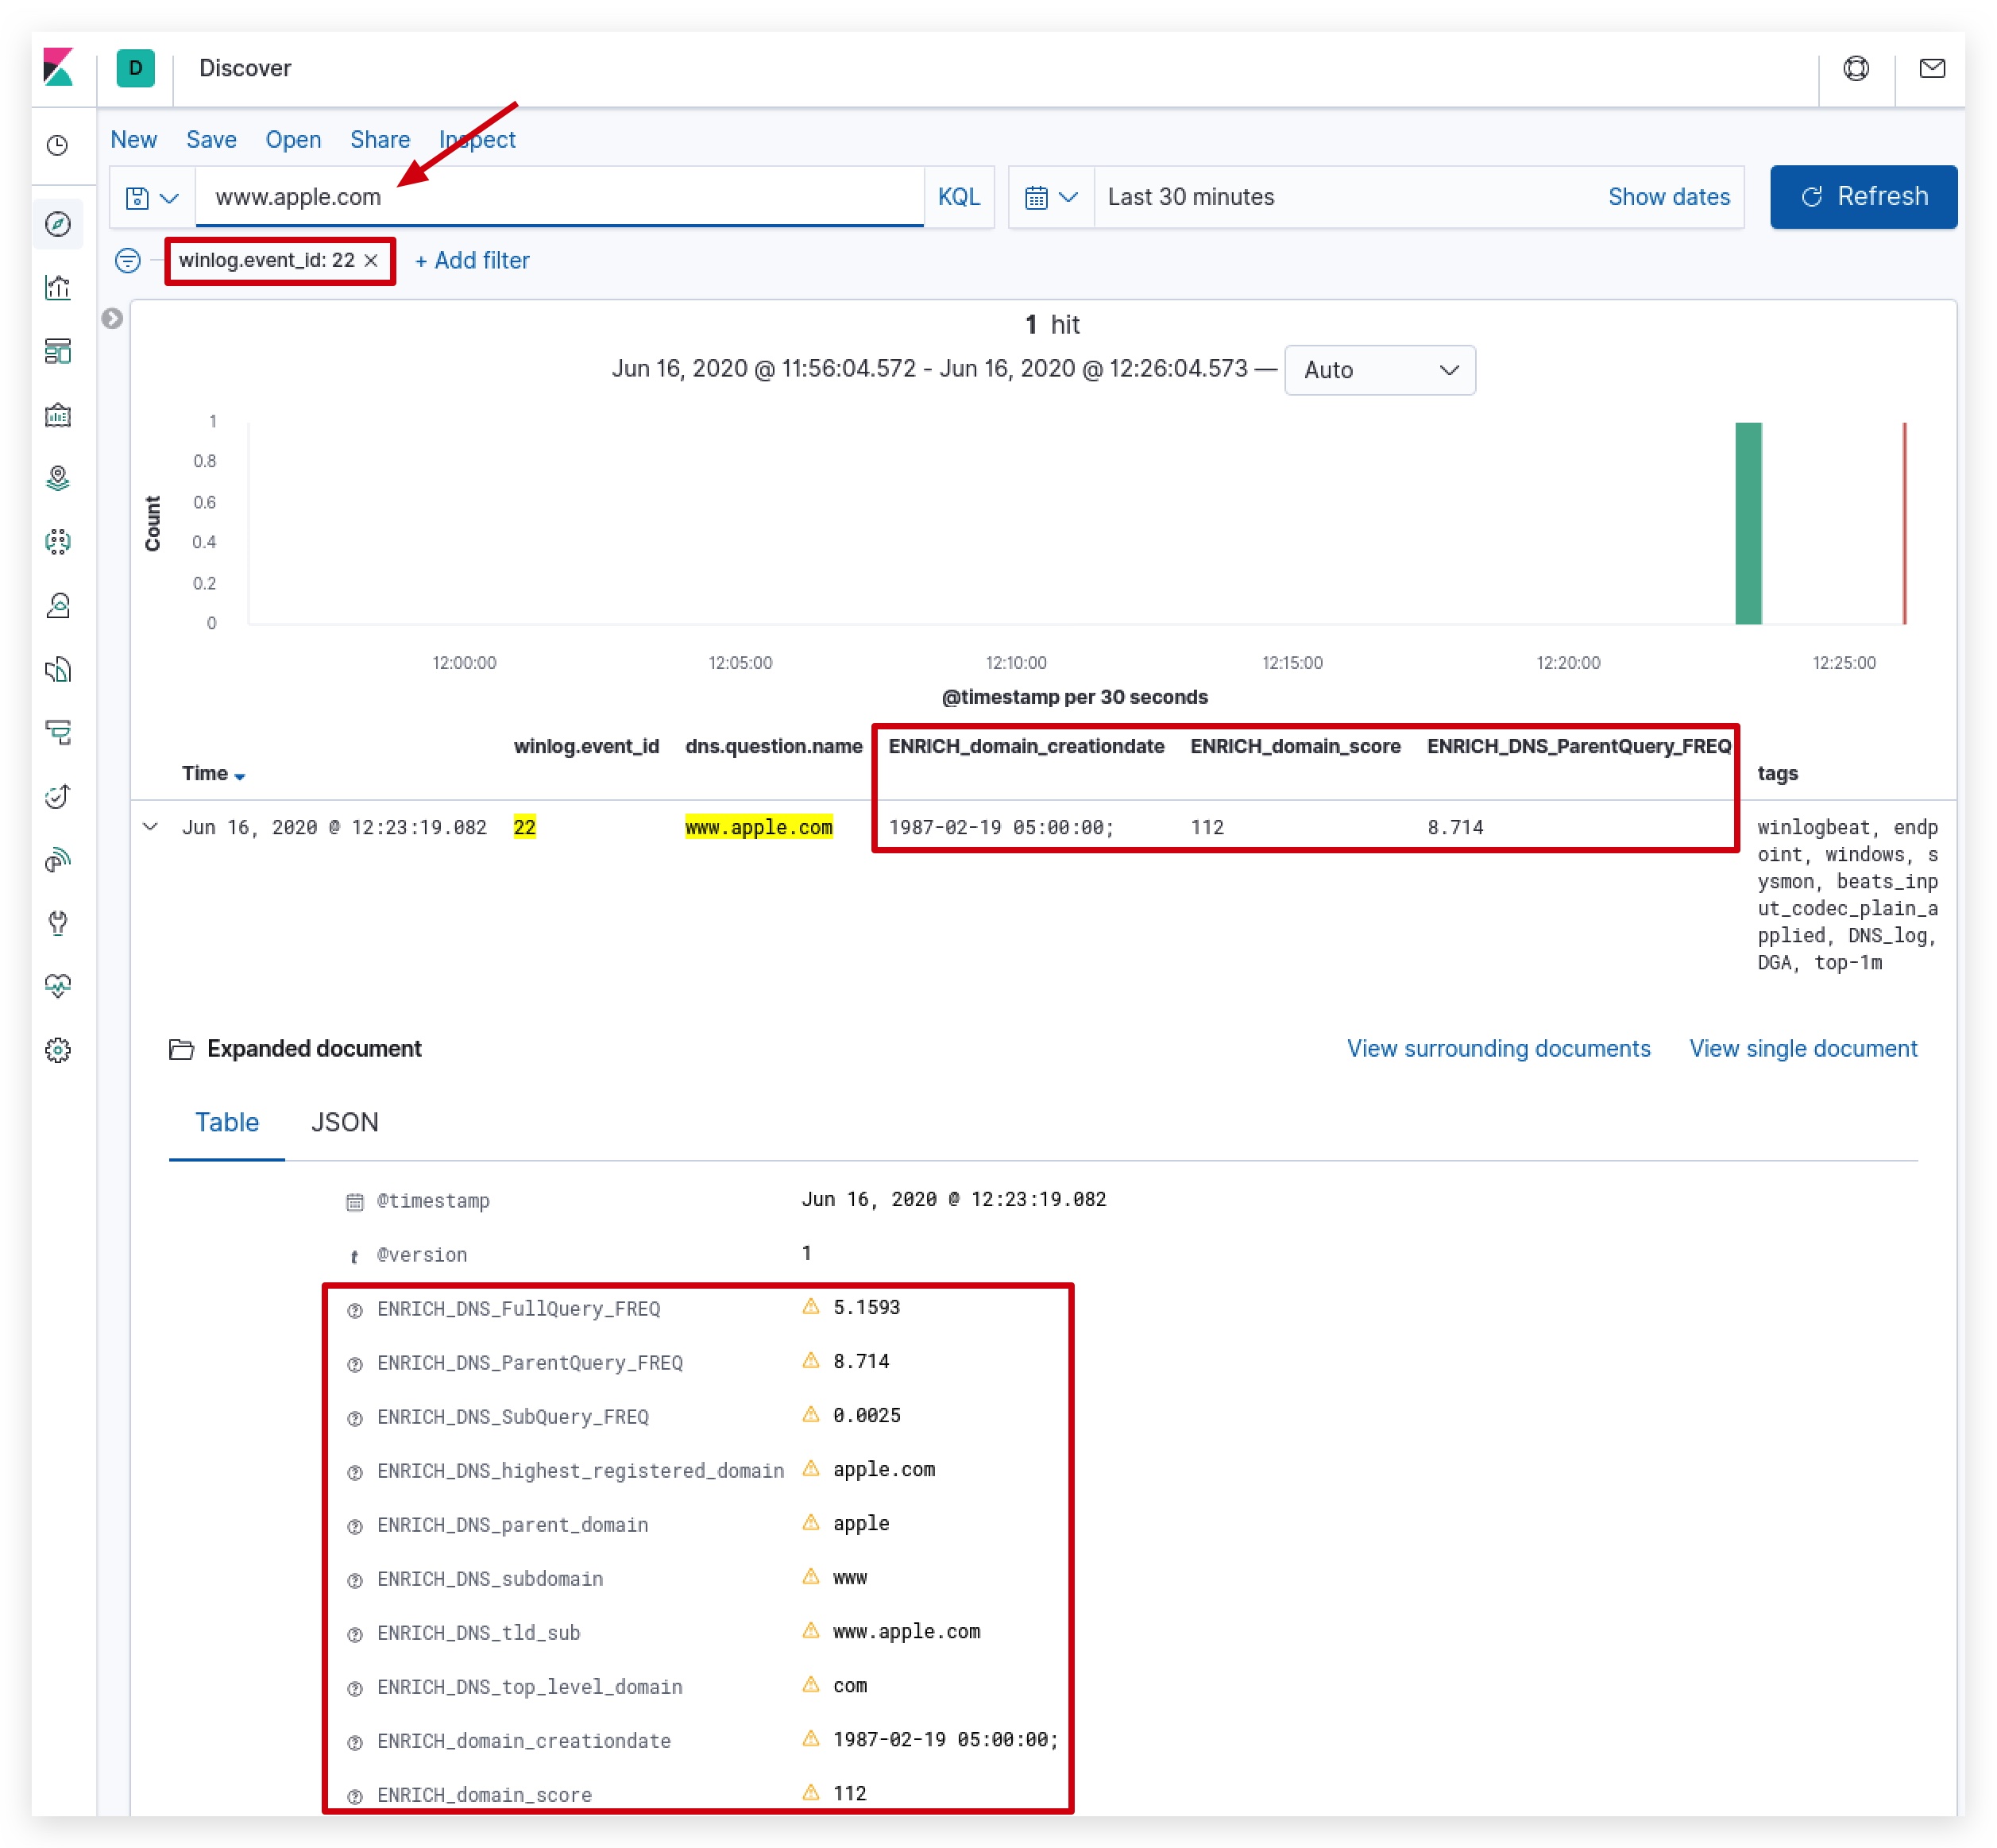 D Discover
New Save Open Share Inspect
www.apple.com KQL Last 30 minutes Show dates Refresh
winlog.event_id: 22 × + Add filter
1 hit
Jun 16, 2020 @ 11:56:04.572 - Jun 16, 2020 @ 12:26:04.573 — Auto
Count
1
0.8
0.6
0.4
0.2
0
12:00:00 12:05:00 12:10:00 12:15:00 12:20:00 12:25:00
@timestamp per 30 seconds
Time winlog.event_id dns.question.name ENRICH_domain_creationdate ENRICH_domain_score ENRICH_DNS_ParentQuery_FREQ tags
Jun 16, 2020 @ 12:23:19.082 22 www.apple.com 1987-02-19 05:00:00; 112 8.714 winlogbeat, endp
oint, windows, s
ysmon, beats_inp
ut_codec_plain_a
pplied, DNS_log,
DGA, top-1m
Expanded document View surrounding documents View single document
Table JSON
@timestamp Jun 16, 2020 @ 12:23:19.082
t @version 1
? ENRICH_DNS_FullQuery_FREQ 5.1593
? ENRICH_DNS_ParentQuery_FREQ 8.714
? ENRICH_DNS_SubQuery_FREQ 0.0025
? ENRICH_DNS_highest_registered_domain apple.com
? ENRICH_DNS_parent_domain apple
? ENRICH_DNS_subdomain www
? ENRICH_DNS_tld_sub www.apple.com
? ENRICH_DNS_top_level_domain com
? ENRICH_domain_creationdate 1987-02-19 05:00:00;
? ENRICH_domain_score 112